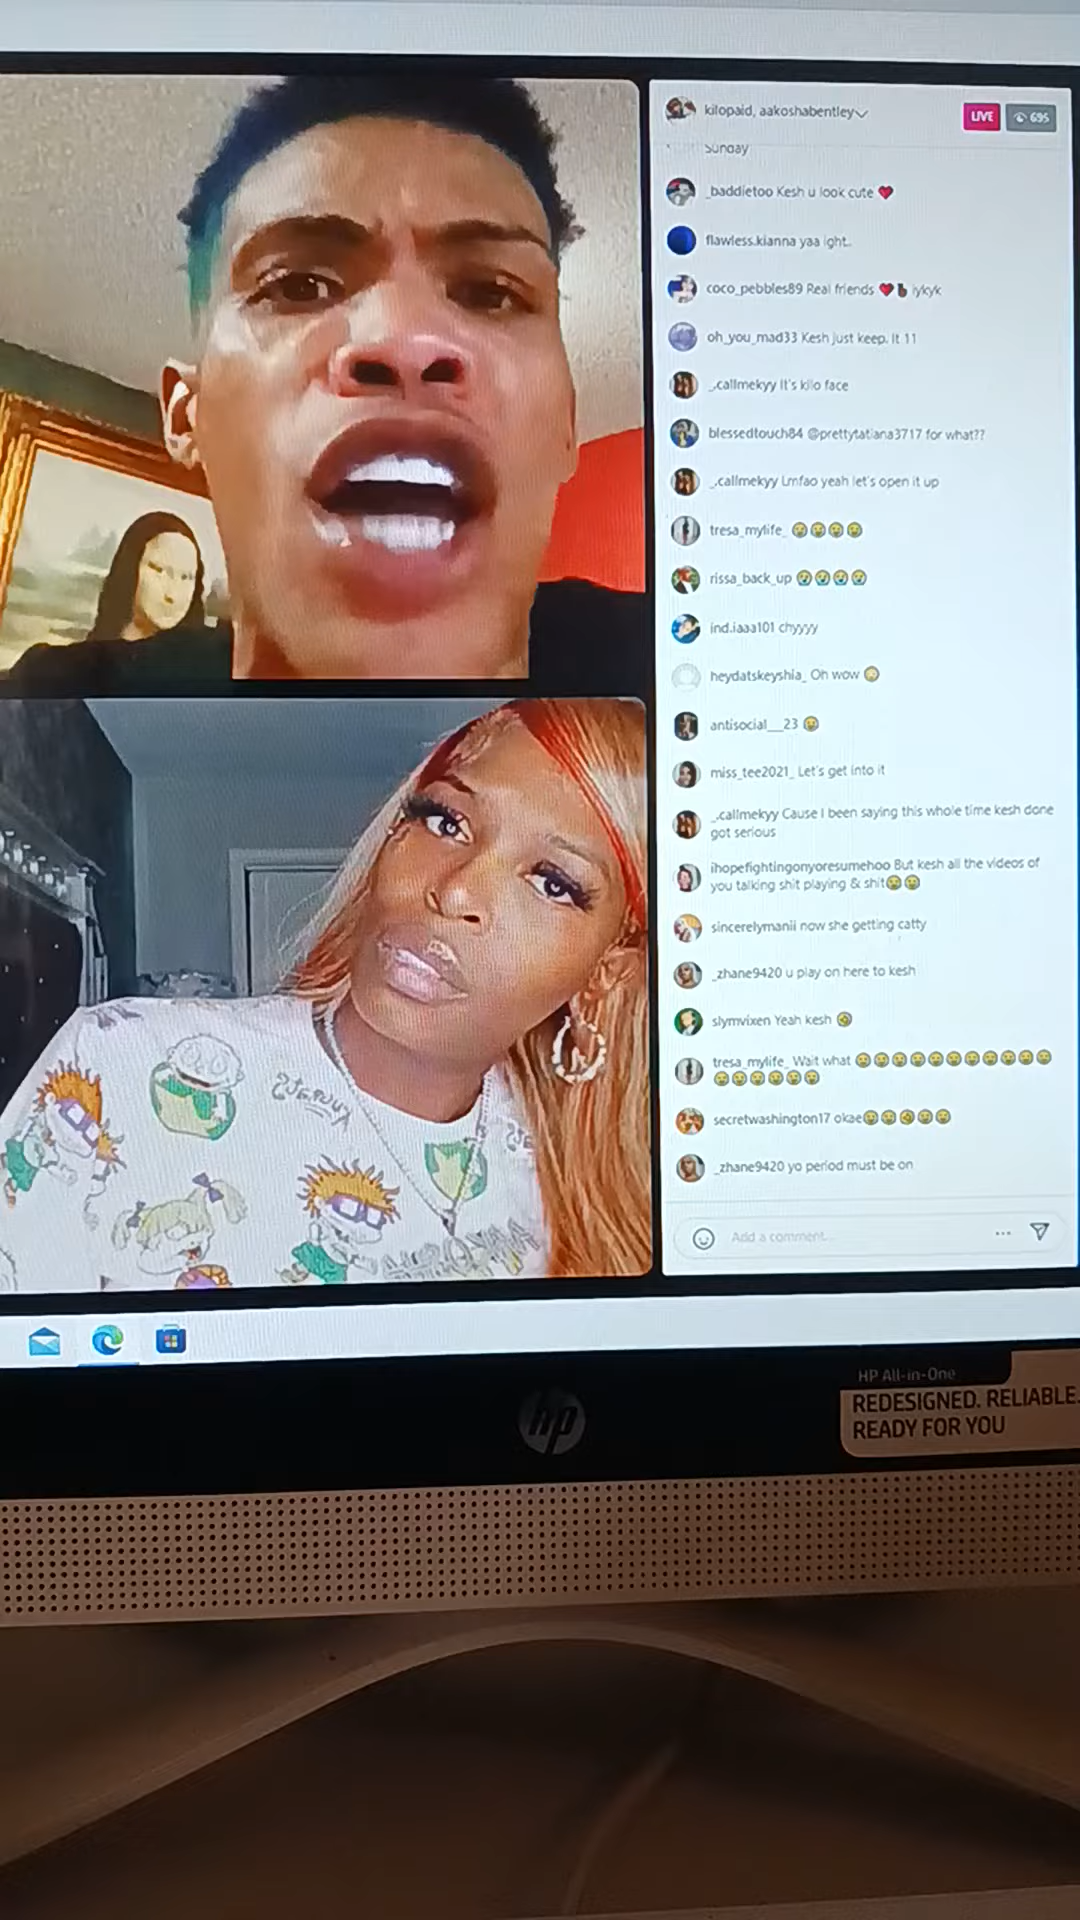 kilopaid, aakoshabentley
LIVE
695
Sunday
_baddietoo Kesh u look cute ❤️
flawless.kianna yaa ight..
coco_pebbles89 Real friends ❤️ iykyk
oh_you_mad33 Kesh just keep. It 11
_.callmekyy It's kilo face
blessedtouch84 @prettytatiana3717 for what??
_.callmekyy Lmfao yeah let's open it up
tresa_mylife_
rissa_back_up 😭😭😭😭
ind.iaaa101 chyyyy
heydatskeyshia_ Oh wow
antisocial___23
miss_tee2021_ Let's get into it
_.callmekyy Cause I been saying this whole time kesh done
got serious
ihopefightingonyoresumehoo But kesh all the videos of
you talking shit playing & shit
sincerelymanii now she getting catty
_zhane9420 u play on here to kesh
slymvixen Yeah kesh
tresa_mylife_ Wait what
secretwashington17 okae
_zhane9420 yo period must be on
Add a comment...
hp
HP All-in-One
REDESIGNED. RELIABLE.
READY FOR YOU